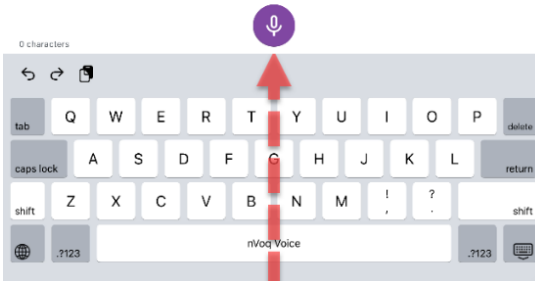 0 characters
tab Q W E R T Y U I O P delete
caps lock A S D F G H J K L return
! ?
shift Z X C V B N M , . shift
.?123 nVoq Voice .?123